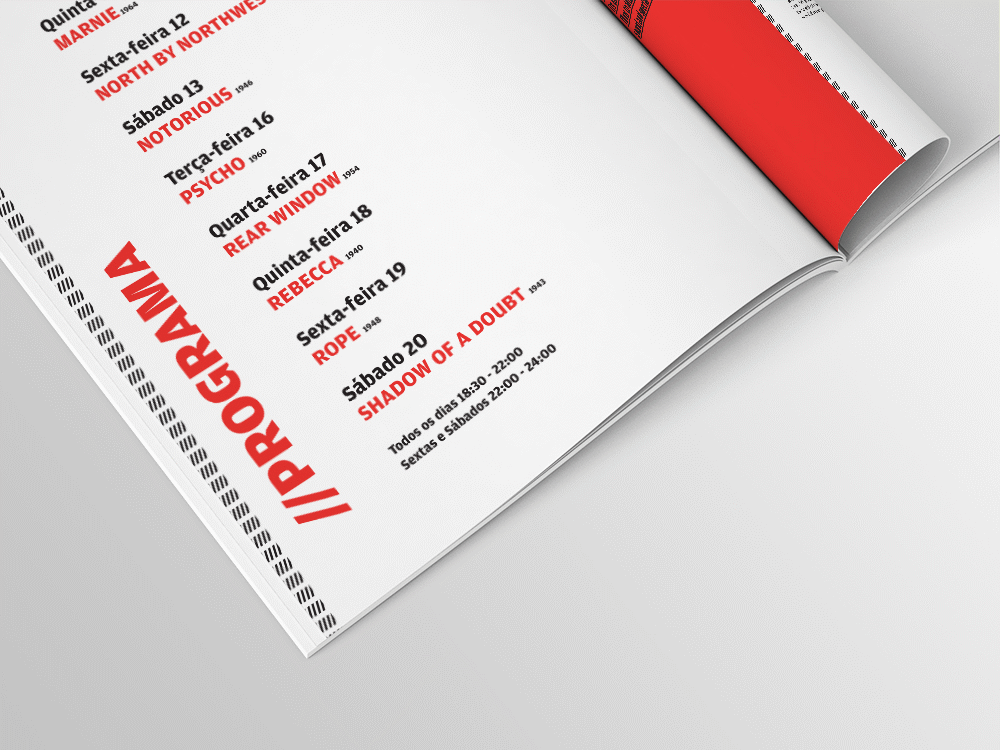 Quinta
MARNIE 1964
Sexta-feira 12
NORTH BY NORTHWES
Sábado 13
NOTORIOUS 1946
Terça-feira 16
PSYCHO 1960
Quarta-feira 17
REAR WINDOW 1954
Quinta-feira 18
REBECCA 1940
Sexta-feira 19
ROPE 1948
Sábado 20
SHADOW OF A DOUBT 1943
Todos os dias 18:30 - 22:00
Sextas e Sábados 22:00 - 24:00
//PROGRAMA